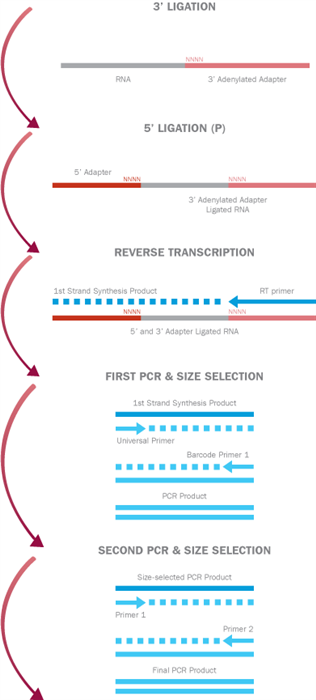 3’ LIGATION
NNNN
RNA
3’ Adenylated Adapter
5’ LIGATION (P)
5’ Adapter
NNNN
NNNN
3’ Adenylated Adapter
Ligated RNA
REVERSE TRANSCRIPTION
1st Strand Synthesis Product
RT primer
NNNN
NNNN
5’ and 3’ Adapter Ligated RNA
FIRST PCR & SIZE SELECTION
1st Strand Synthesis Product
Universal Primer
Barcode Primer 1
PCR Product
SECOND PCR & SIZE SELECTION
Size-selected PCR Product
Primer 1
Primer 2
Final PCR Product